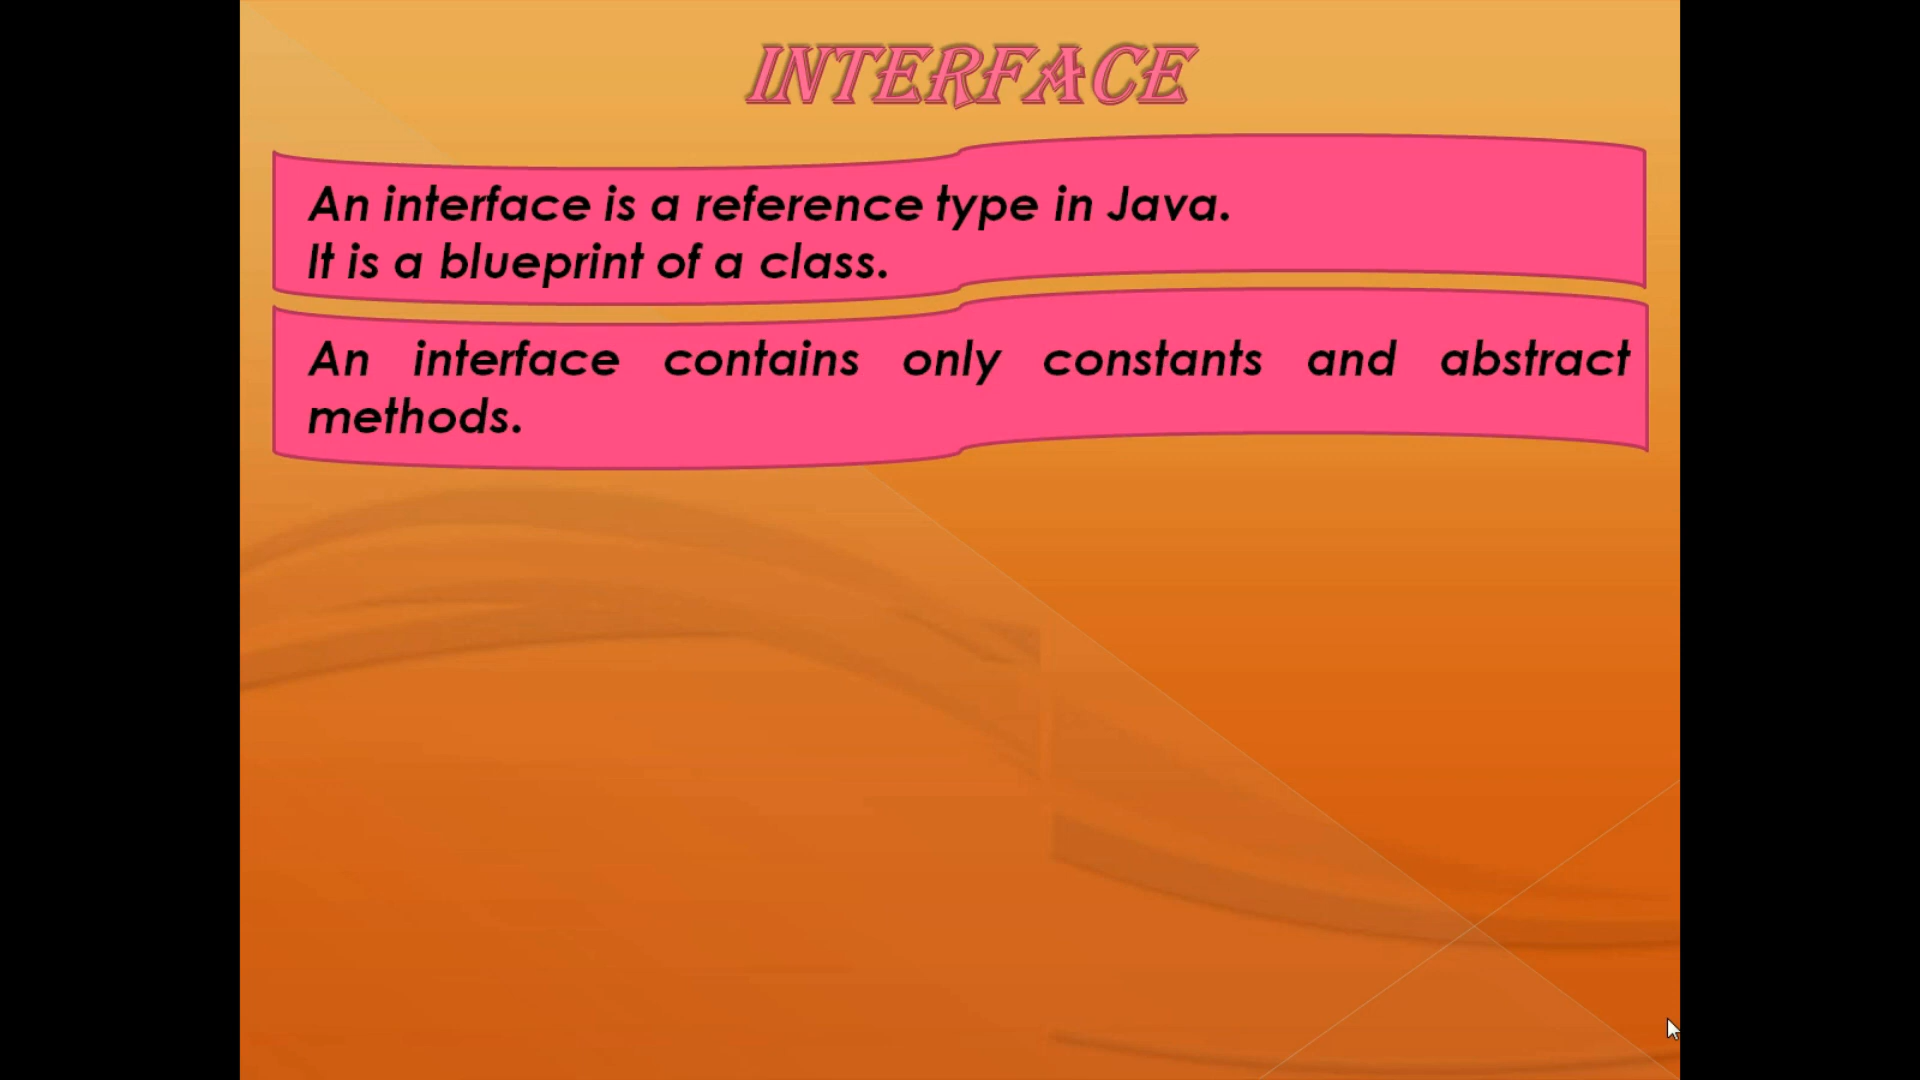 INTERFACE
An interface is a reference type in Java.
It is a blueprint of a class.
An interface contains only constants and abstract
methods.